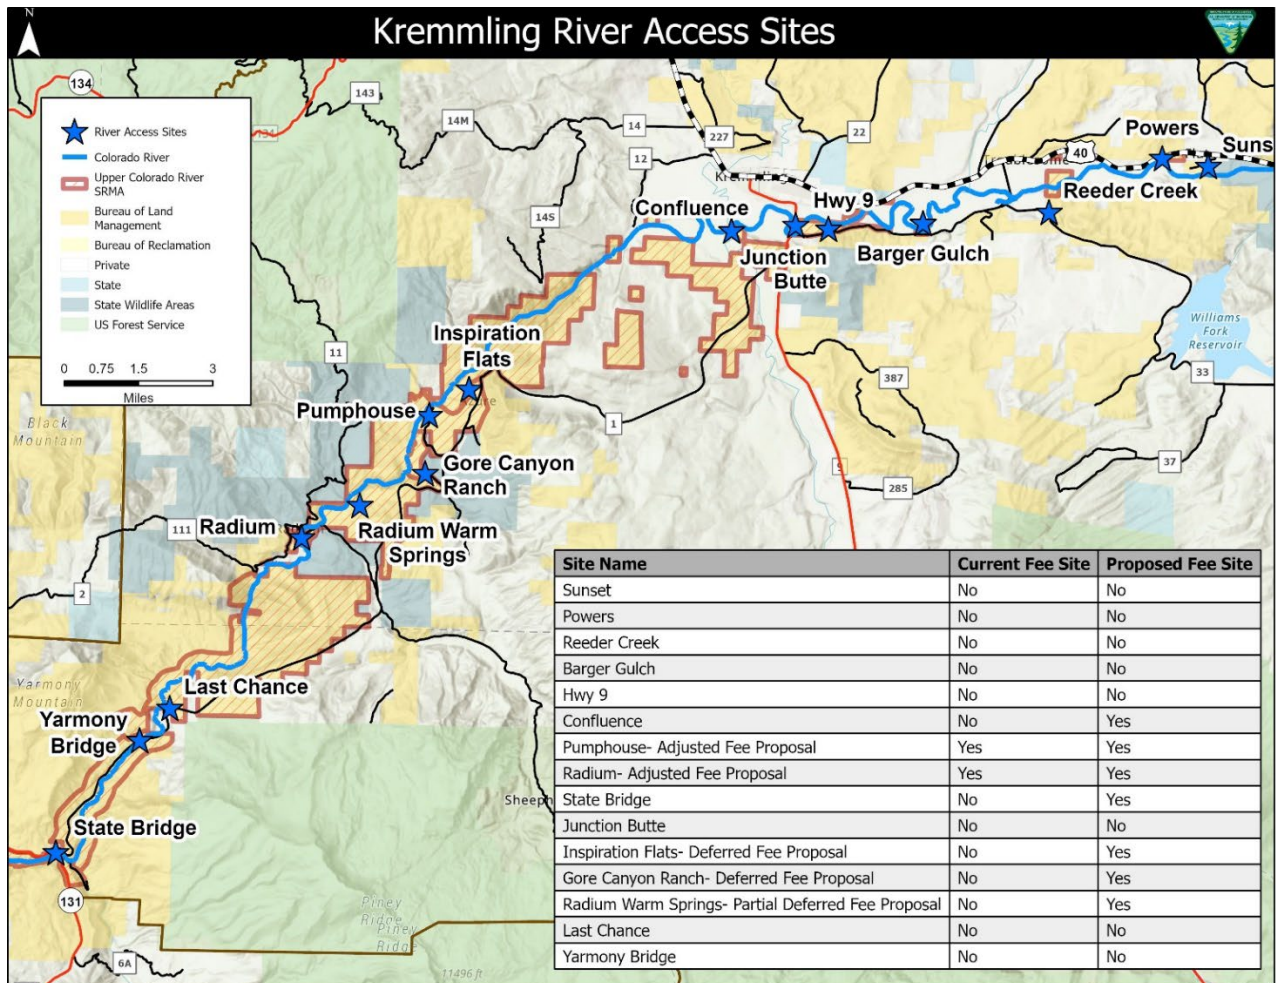 N
Kremmling River Access Sites
134
143
14M
14
227
22
12
14S
40
Powers
Suns
Reeder Creek
Hwy 9
Confluence
Junction
Butte
Barger Gulch
River Access Sites
Colorado River
Upper Colorado River
SRMA
Bureau of Land
Management
Bureau of Reclamation
Private
State
State Wildlife Areas
US Forest Service
0 0.75 1.5 3
Miles
Williams
Fork
Reservoir
33
Inspiration
Flats
11
387
Pumphouse
1
Black
Mountain
37
9
285
Gore Canyon
Ranch
111
Radium
Radium Warm
Springs
2
Yarmony
Mountain
Last Chance
Yarmony
Bridge
Sheeph
State Bridge
131
Piney
Ridge
Piney
Ridge
6A
11496 ft
Site Name Current Fee Site Proposed Fee Site
Sunset No No
Powers No No
Reeder Creek No No
Barger Gulch No No
Hwy 9 No No
Confluence No Yes
Pumphouse- Adjusted Fee Proposal Yes Yes
Radium- Adjusted Fee Proposal Yes Yes
State Bridge No Yes
Junction Butte No No
Inspiration Flats- Deferred Fee Proposal No Yes
Gore Canyon Ranch- Deferred Fee Proposal No Yes
Radium Warm Springs- Partial Deferred Fee Proposal No Yes
Last Chance No No
Yarmony Bridge No No